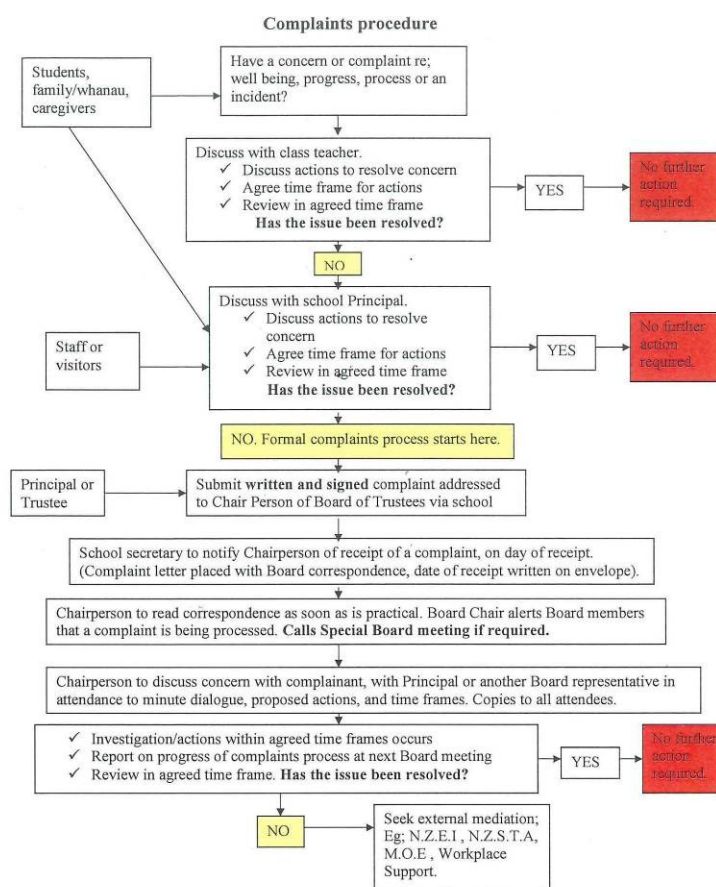 Complaints procedure
Students,
family/whanau,
caregivers
Have a concern or complaint re;
well being, progress, process or an
incident?
Discuss with class teacher.
✓ Discuss actions to resolve concern
✓ Agree time frame for actions
✓ Review in agreed time frame
Has the issue been resolved?
YES
No further
action
required.
NO
Discuss with school Principal.
✓ Discuss actions to resolve
concern
✓ Agree time frame for actions
✓ Review in agreed time frame
Has the issue been resolved?
Staff or
visitors
YES
No further
action
required.
NO. Formal complaints process starts here.
Principal or
Trustee
Submit written and signed complaint addressed
to Chair Person of Board of Trustees via school
School secretary to notify Chairperson of receipt of a complaint, on day of receipt.
(Complaint letter placed with Board correspondence, date of receipt written on envelope).
Chairperson to read correspondence as soon as is practical. Board Chair alerts Board members
that a complaint is being processed. Calls Special Board meeting if required.
Chairperson to discuss concern with complainant, with Principal or another Board representative in
attendance to minute dialogue, proposed actions, and time frames. Copies to all attendees.
✓ Investigation/actions within agreed time frames occurs
✓ Report on progress of complaints process at next Board meeting
✓ Review in agreed time frame. Has the issue been resolved?
YES
No further
action
required.
NO
Seek external mediation;
Eg; N.Z.E.I , N.Z.S.T.A,
M.O.E , Workplace
Support.